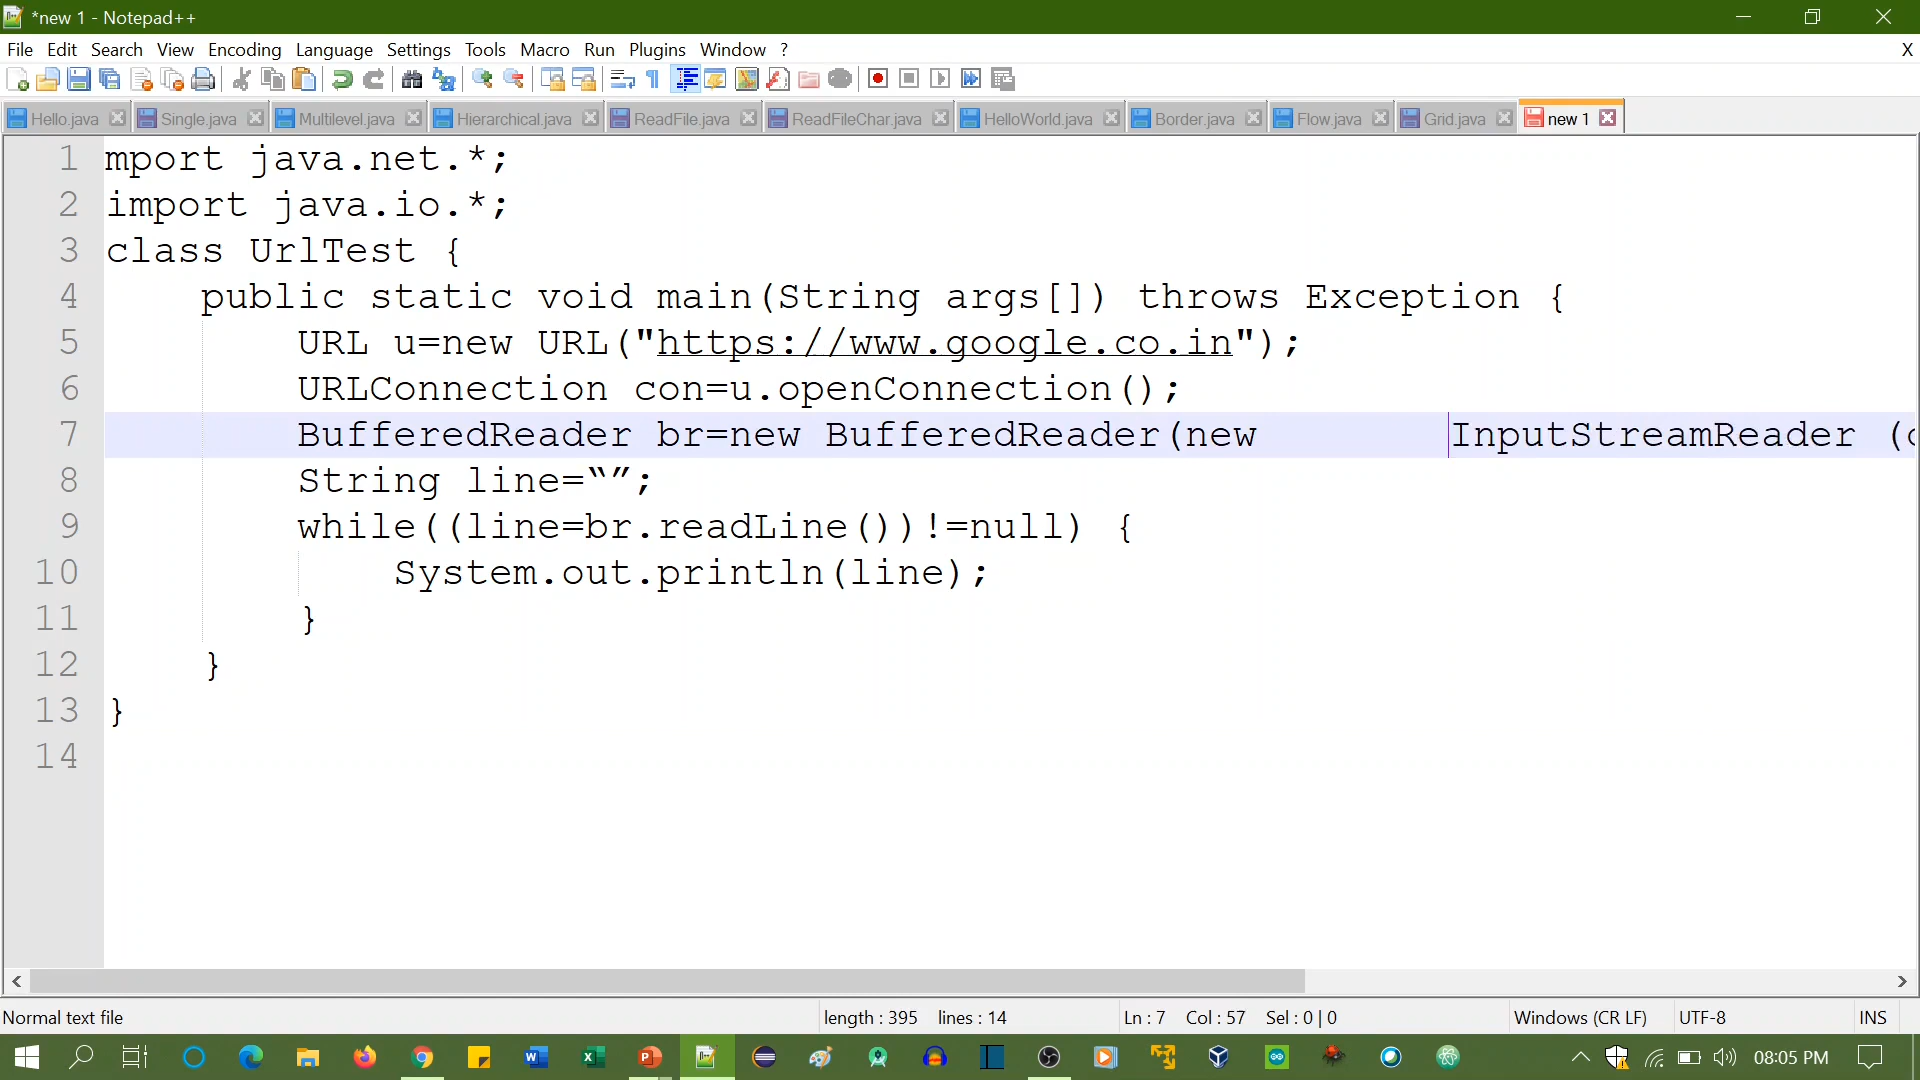 *new 1 - Notepad++
File Edit Search View Encoding Language Settings Tools Macro Run Plugins Window ? X
Hello.java Single.java Multilevel.java Hierarchical.java ReadFile.java ReadFileChar.java HelloWorld.java Border.java Flow.java Grid.java new 1
1 mport java.net.*;
2 import java.io.*;
3 class UrlTest {
4 public static void main(String args[]) throws Exception {
5 URL u=new URL("https://www.google.co.in");
6 URLConnection con=u.openConnection();
7 BufferedReader br=new BufferedReader(new InputStreamReader (
8 String line=“”;
9 while((line=br.readLine())!=null) {
10 System.out.println(line);
11 }
12 }
13 }
14
Normal text file length : 395 lines : 14 Ln : 7 Col : 57 Sel : 0 | 0 Windows (CR LF) UTF-8 INS
08:05 PM